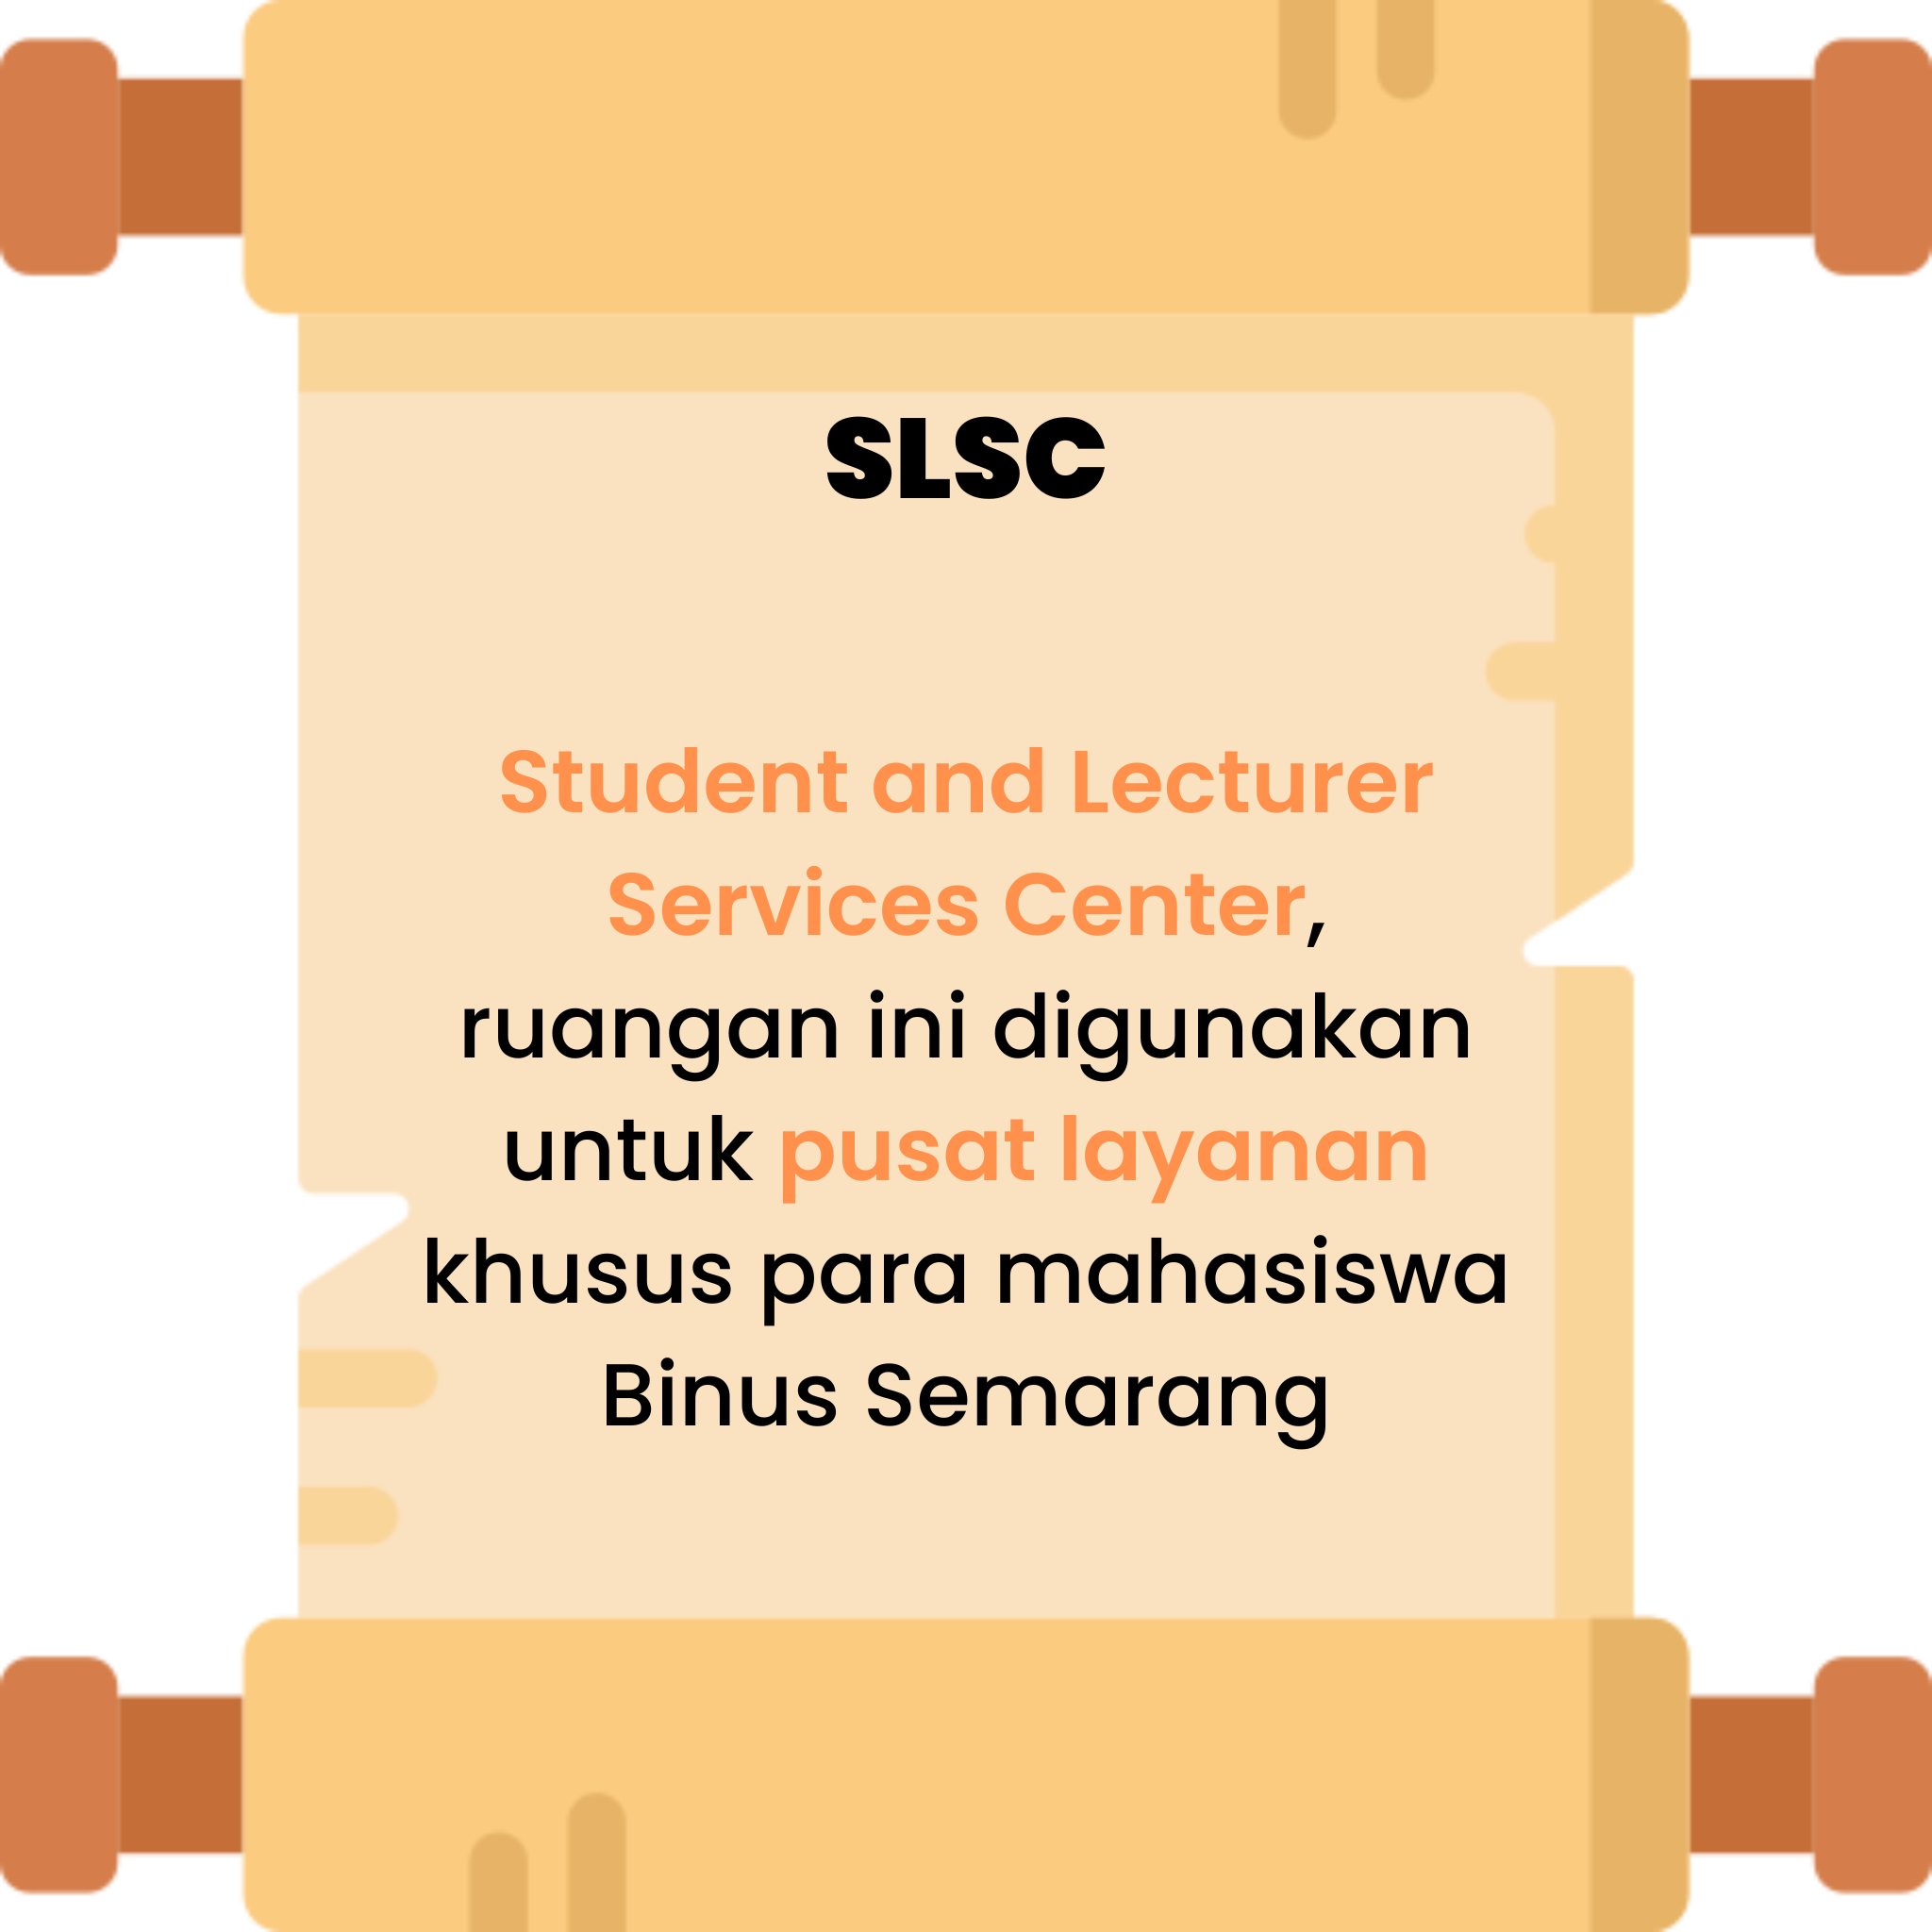 SLSC
Student and Lecturer
Services Center,
ruangan ini digunakan
untuk pusat layanan
khusus para mahasiswa
Binus Semarang